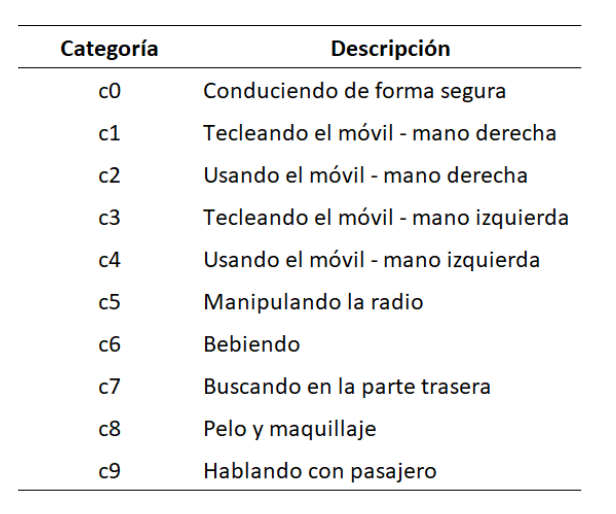 Categoría Descripción
c0 Conduciendo de forma segura
c1 Tecleando el móvil - mano derecha
c2 Usando el móvil - mano derecha
c3 Tecleando el móvil - mano izquierda
c4 Usando el móvil - mano izquierda
c5 Manipulando la radio
c6 Bebiendo
c7 Buscando en la parte trasera
c8 Pelo y maquillaje
c9 Hablando con pasajero